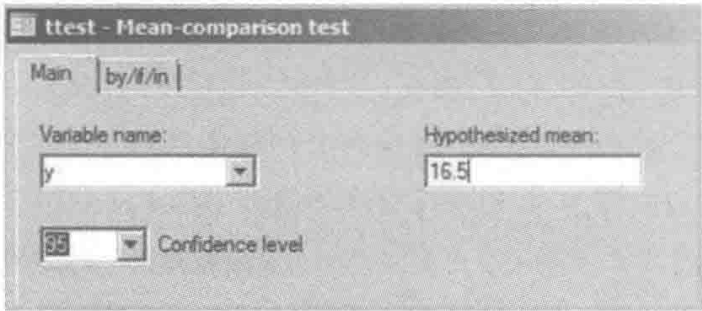 ttest - Mean-comparison test
Main by/if/in
Variable name: Hypothesized mean:
y 16.5
95 Confidence level